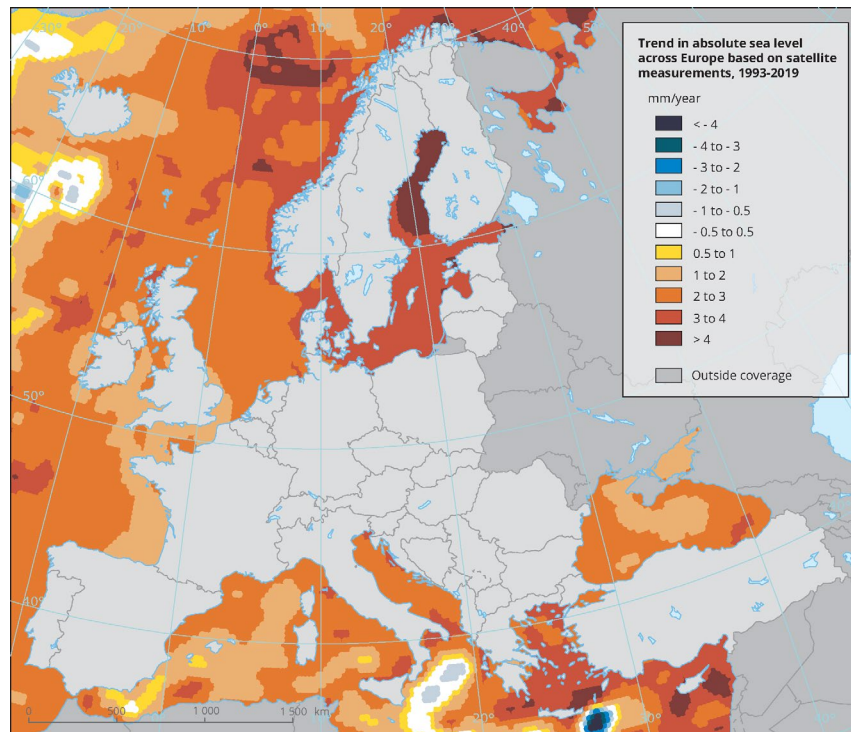 -30°
-20°
-10°
0°
10°
20°
30°
40°
Trend in absolute sea level
across Europe based on satellite
measurements, 1993-2019
mm/year
< - 4
- 4 to - 3
- 3 to - 2
- 2 to - 1
- 1 to - 0.5
- 0.5 to 0.5
0.5 to 1
1 to 2
2 to 3
3 to 4
> 4
Outside coverage
60°
50°
40°
0
500
1 000
1 500 km
20°
30°
40°